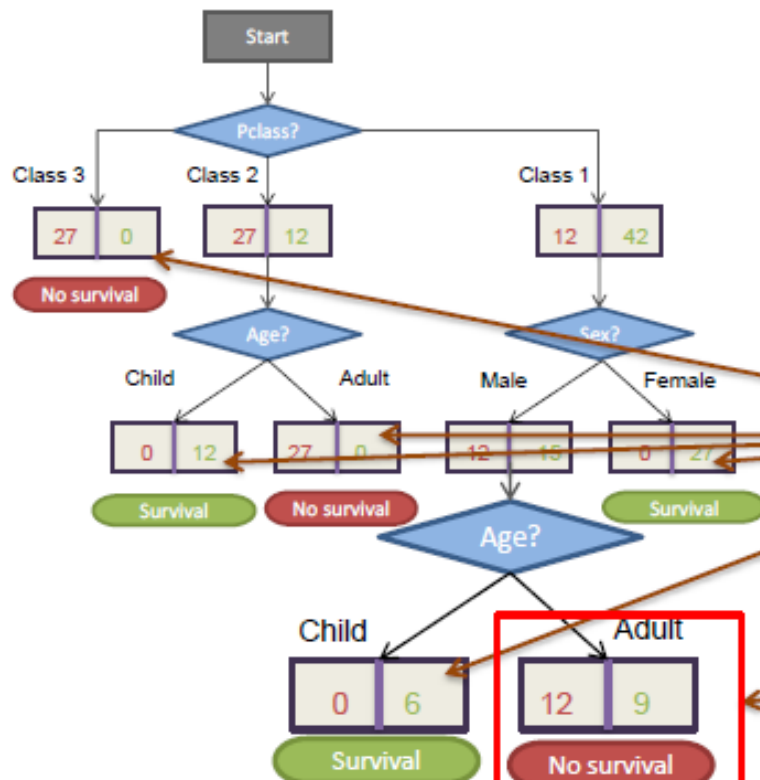 Start
Pclass?
Class 3 Class 2 Class 1
27 0 27 12 12 42
No survival
Age? Sex?
Child Adult Male Female
0 12 27 0 12 15 0 27
Survival No survival Survival
Age?
Child Adult
0 6 12 9
Survival No survival